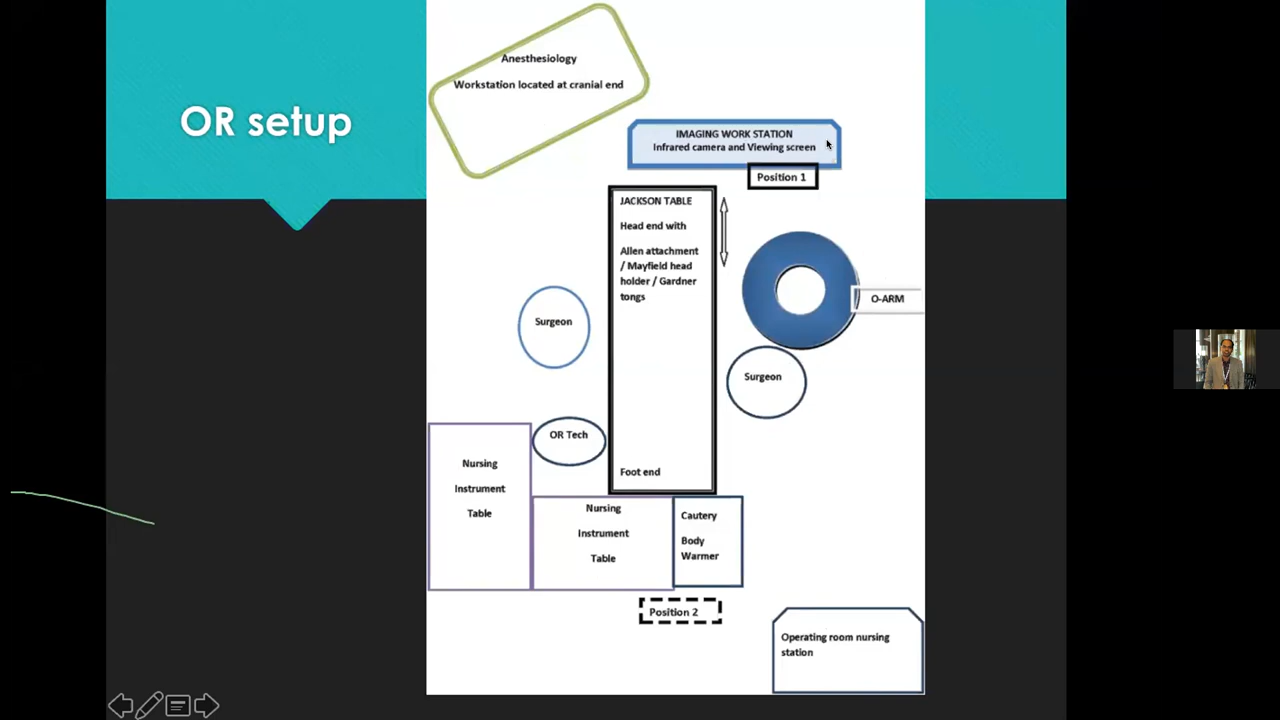 OR setup
Anesthesiology
Workstation located at cranial end
IMAGING WORK STATION
Infrared camera and Viewing screen
Position 1
JACKSON TABLE
Head end with
Allen attachment
/ Mayfield head
holder / Gardner
tongs
O-ARM
Surgeon
Surgeon
OR Tech
Foot end
Nursing
Instrument
Table
Nursing
Instrument
Table
Cautery
Body
Warmer
Position 2
Operating room nursing
station